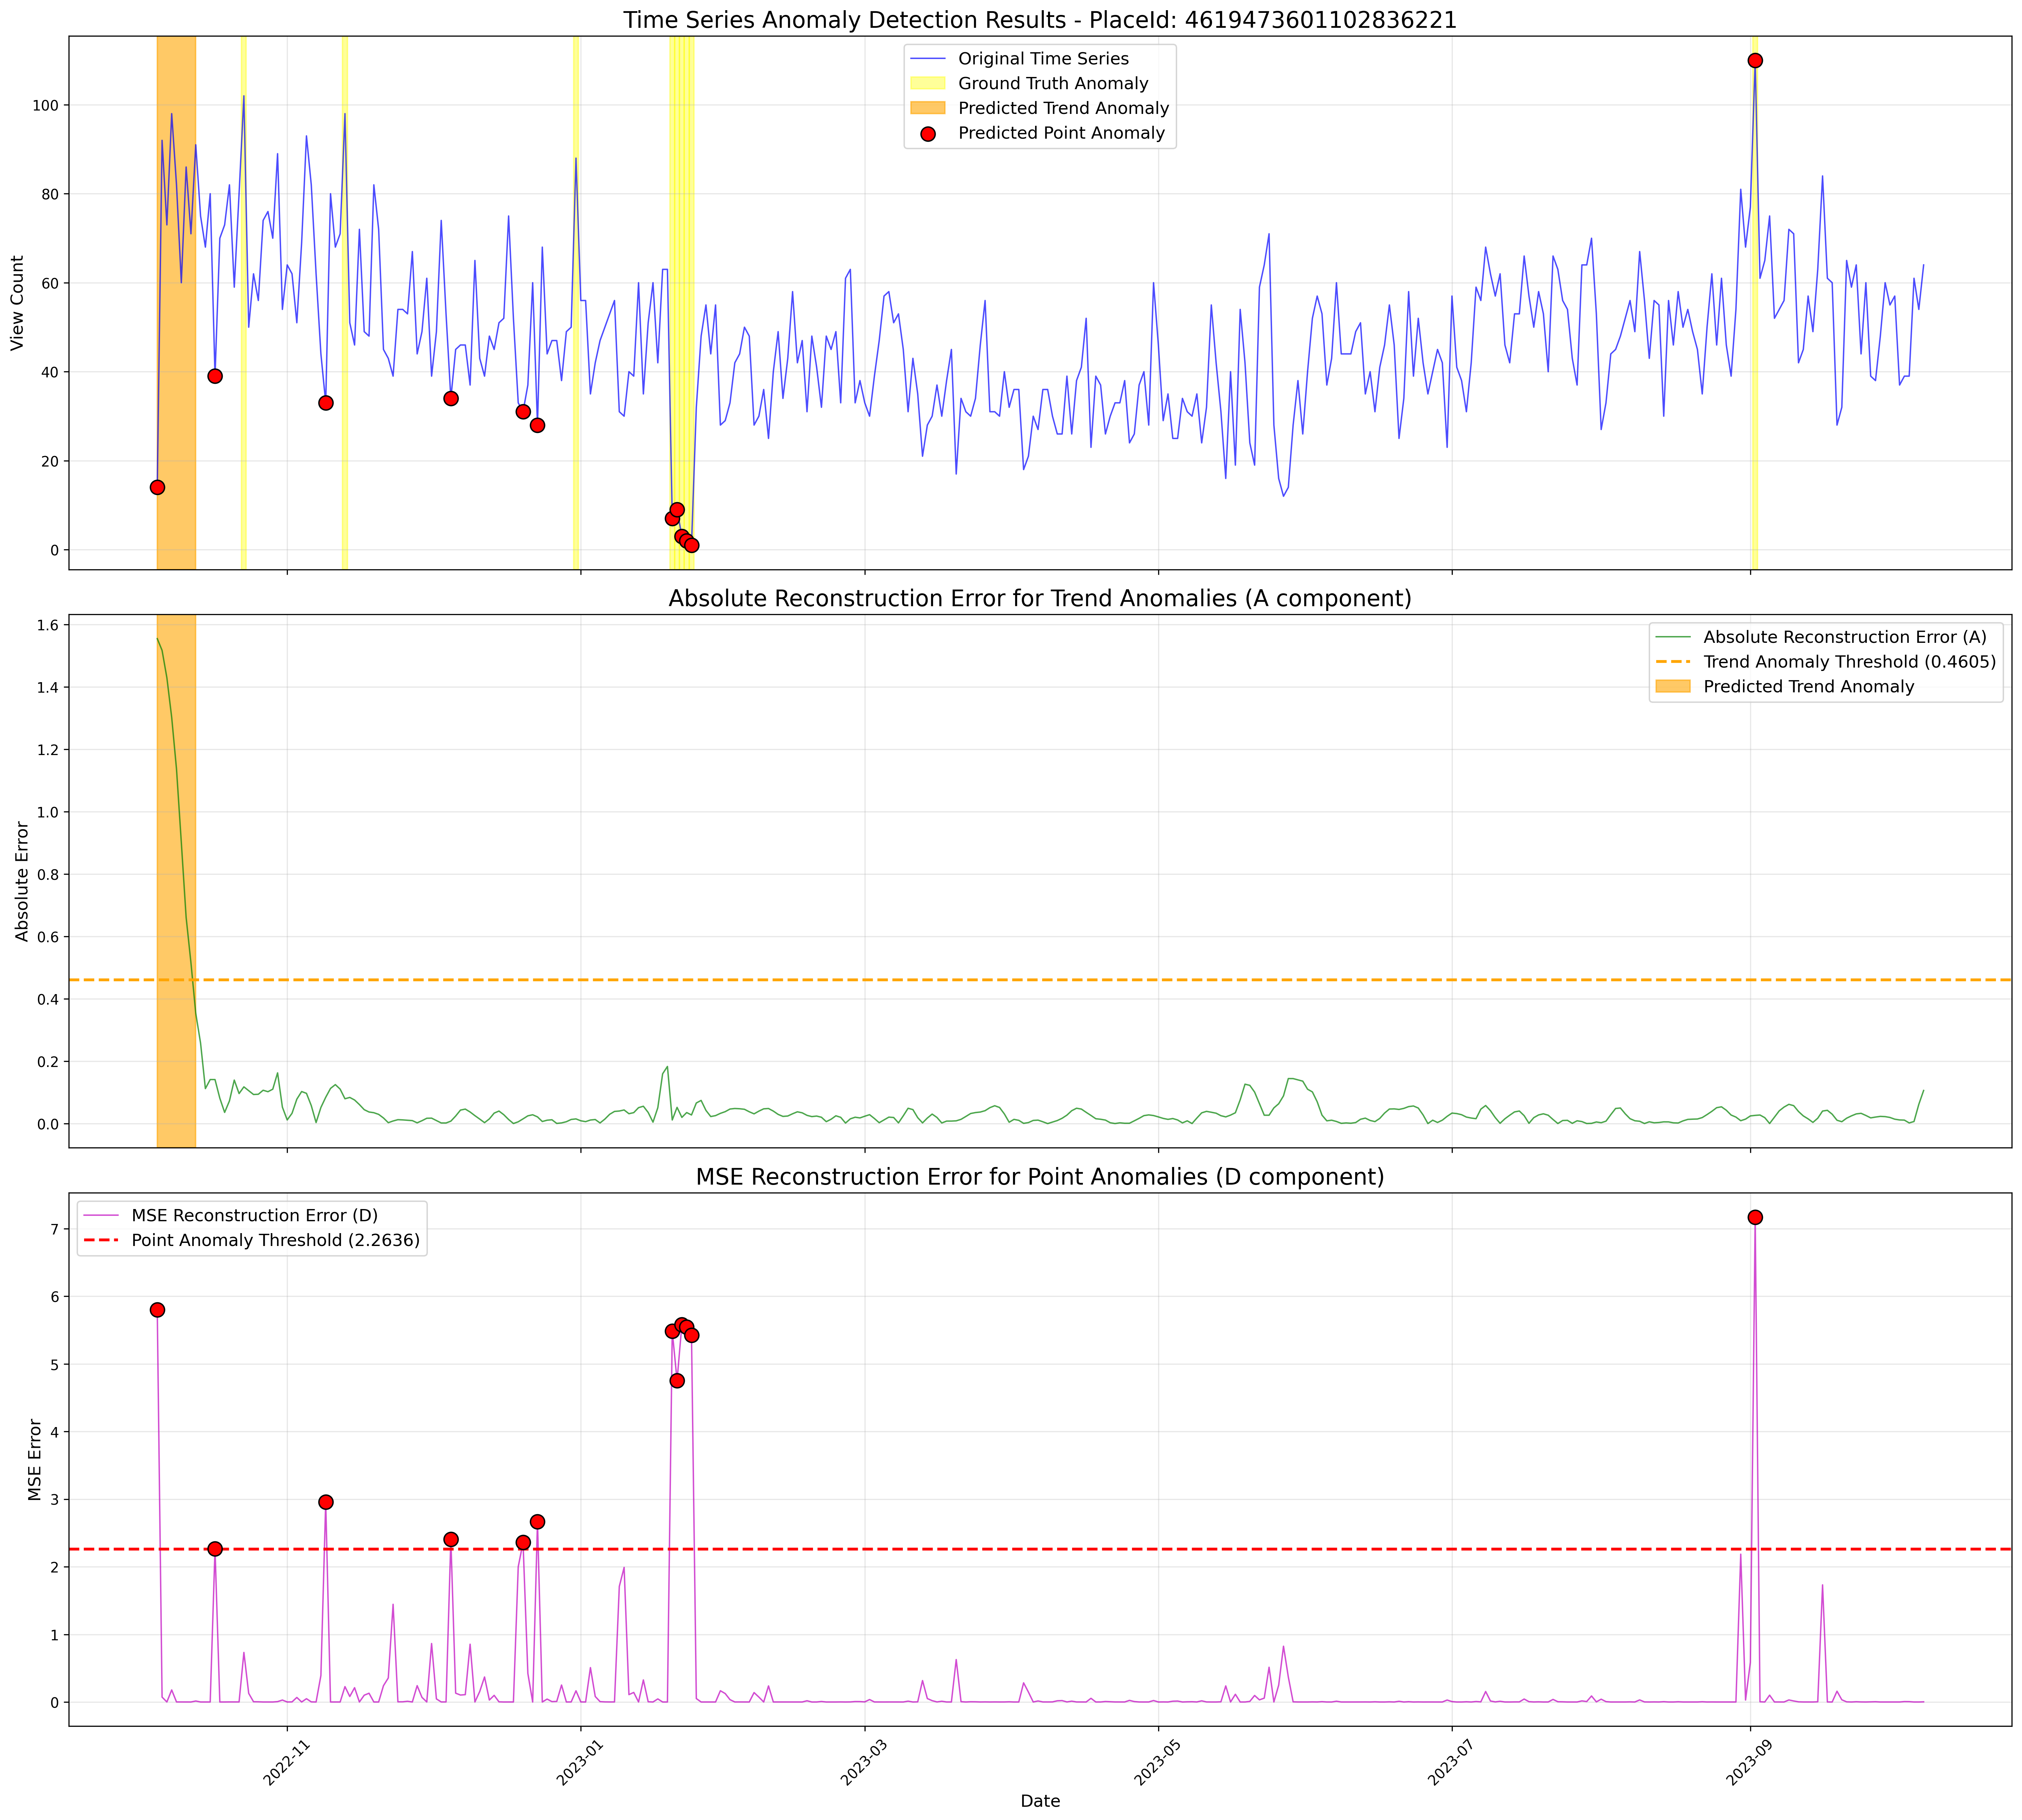 Time Series Anomaly Detection Results - PlaceId: 4619473601102836221
Original Time Series
Ground Truth Anomaly
Predicted Trend Anomaly
Predicted Point Anomaly
View Count
100
80
60
40
20
0
Absolute Reconstruction Error for Trend Anomalies (A component)
Absolute Reconstruction Error (A)
Trend Anomaly Threshold (0.4605)
Predicted Trend Anomaly
Absolute Error
1.6
1.4
1.2
1.0
0.8
0.6
0.4
0.2
0.0
MSE Reconstruction Error for Point Anomalies (D component)
MSE Reconstruction Error (D)
Point Anomaly Threshold (2.2636)
MSE Error
7
6
5
4
3
2
1
0
2022-11
2023-01
2023-03
2023-05
2023-07
2023-09
Date